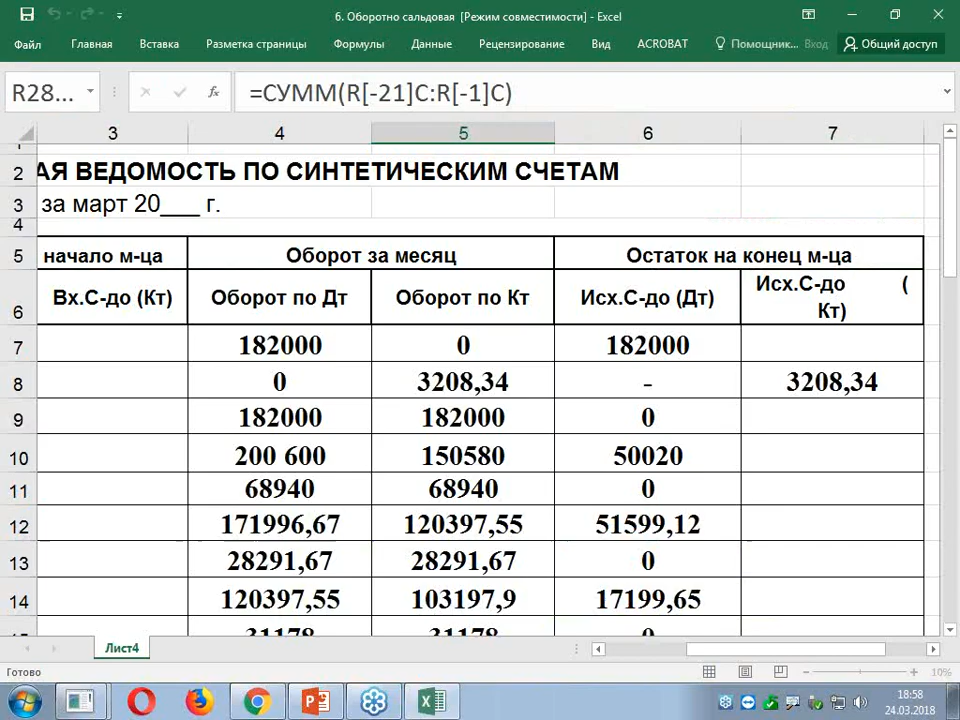 6. Оборотно сальдовая [Режим совместимости] - Excel
Файл Главная Вставка Разметка страницы Формулы Данные Рецензирование Вид ACROBAT Помощник... Вход Общий доступ
R28... fx =СУММ(R[-21]C:R[-1]C)
3 4 5 6 7
2 АЯ ВЕДОМОСТЬ ПО СИНТЕТИЧЕСКИМ СЧЕТАМ
3 за март 20___ г.
4
5 начало м-ца Оборот за месяц Остаток на конец м-ца
6 Вх.С-до (Кт) Оборот по Дт Оборот по Кт Исх.С-до (Дт) Исх.С-до (
Кт)
7 182000 0 182000
8 0 3208,34 - 3208,34
9 182000 182000 0
10 200 600 150580 50020
11 68940 68940 0
12 171996,67 120397,55 51599,12
13 28291,67 28291,67 0
14 120397,55 103197,9 17199,65
31178 31178 0
Лист4
Готово 10%
18:58
24.03.2018